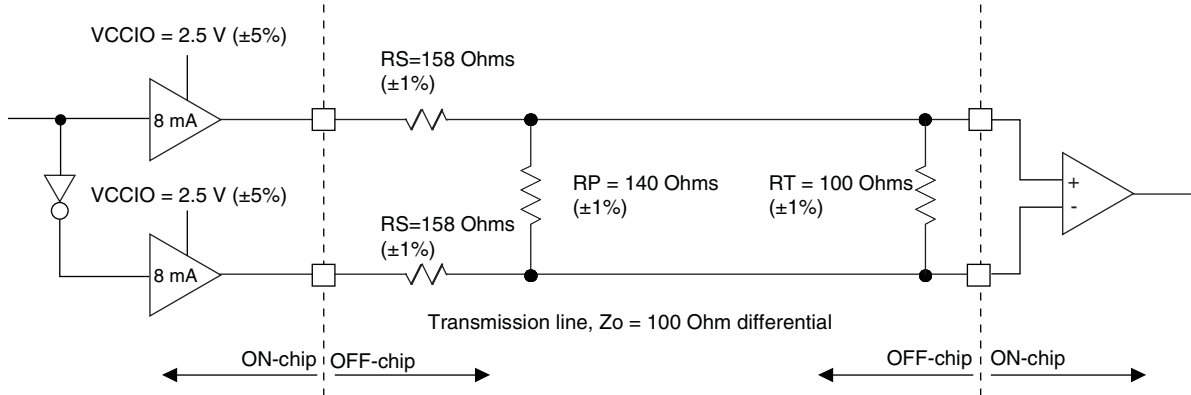 VCCIO = 2.5 V (±5%)
8 mA
RS=158 Ohms
(±1%)
VCCIO = 2.5 V (±5%)
8 mA
RS=158 Ohms
(±1%)
RP = 140 Ohms
(±1%)
RT = 100 Ohms
(±1%)
+
-
Transmission line, Zo = 100 Ohm differential
ON-chip
OFF-chip
OFF-chip
ON-chip